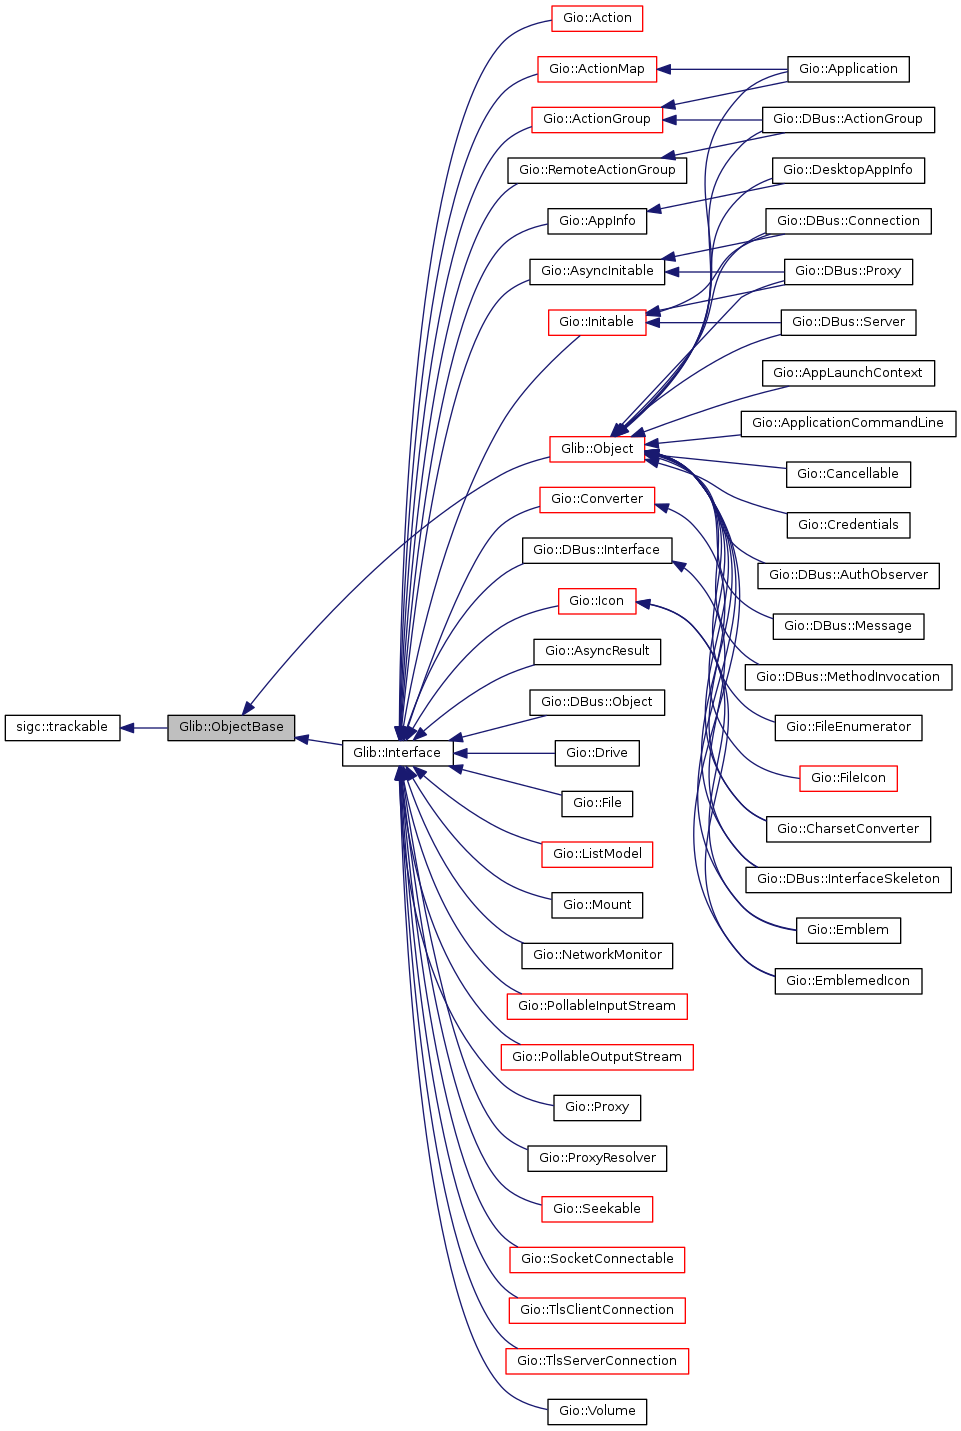 Gio::Action
Gio::ActionMap
Gio::Application
Gio::ActionGroup
Gio::DBus::ActionGroup
Gio::RemoteActionGroup
Gio::DesktopAppInfo
Gio::AppInfo
Gio::DBus::Connection
Gio::AsyncInitable
Gio::DBus::Proxy
Gio::Initable
Gio::DBus::Server
Gio::AppLaunchContext
Gio::ApplicationCommandLine
Glib::Object
Gio::Cancellable
Gio::Converter
Gio::Credentials
Gio::DBus::Interface
Gio::DBus::AuthObserver
Gio::Icon
Gio::DBus::Message
Gio::AsyncResult
Gio::DBus::MethodInvocation
Gio::DBus::Object
sigc::trackable
Glib::ObjectBase
Gio::FileEnumerator
Glib::Interface
Gio::Drive
Gio::FileIcon
Gio::File
Gio::CharsetConverter
Gio::ListModel
Gio::DBus::InterfaceSkeleton
Gio::Mount
Gio::Emblem
Gio::NetworkMonitor
Gio::EmblemedIcon
Gio::PollableInputStream
Gio::PollableOutputStream
Gio::Proxy
Gio::ProxyResolver
Gio::Seekable
Gio::SocketConnectable
Gio::TlsClientConnection
Gio::TlsServerConnection
Gio::Volume